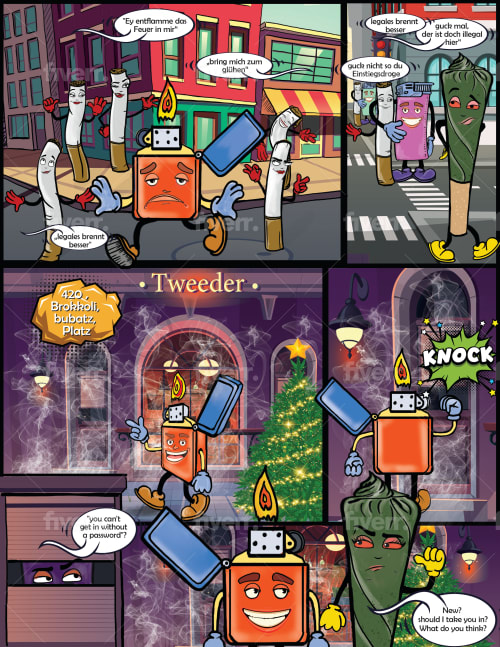 "Ey entflamme das
Feuer in mir"
„bring mich zum
glühen"
„legales brennt
besser"
legales brennt
besser
guck mal,
der ist doch illegal
hier"
guck nicht so du
Einstiegsdroge
fiverr.
• Tweeder •
420,
Brokkoli,
bubatz,
Platz
KNOCK
"you can't
get in without
a password"?
New?
should I take you in?
What do you think?